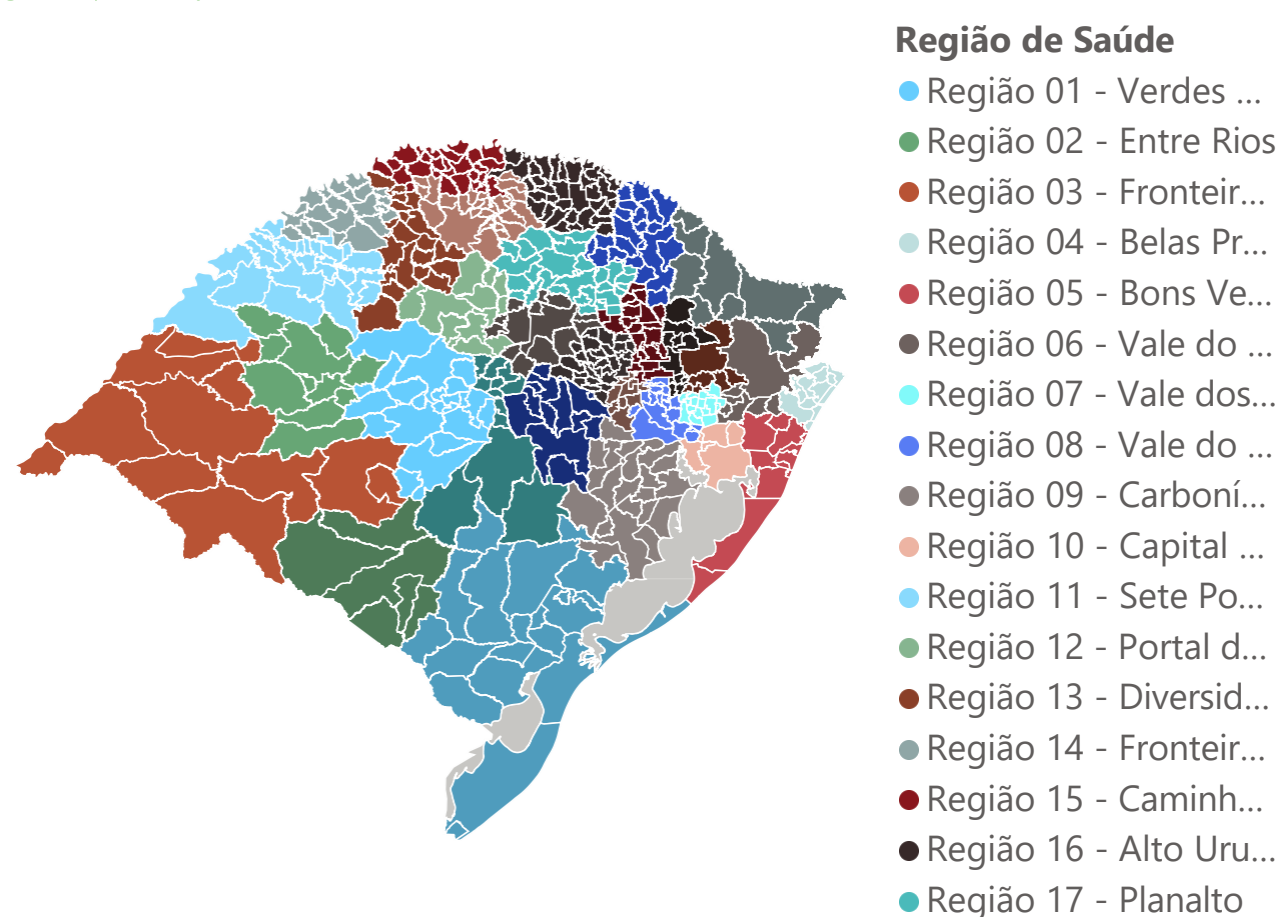 Região de Saúde
Região 01 - Verdes ...
Região 02 - Entre Rios
Região 03 - Fronteir...
Região 04 - Belas Pr...
Região 05 - Bons Ve...
Região 06 - Vale do ...
Região 07 - Vale dos...
Região 08 - Vale do ...
Região 09 - Carboní...
Região 10 - Capital ...
Região 11 - Sete Po...
Região 12 - Portal d...
Região 13 - Diversid...
Região 14 - Fronteir...
Região 15 - Caminh...
Região 16 - Alto Uru...
Região 17 - Planalto